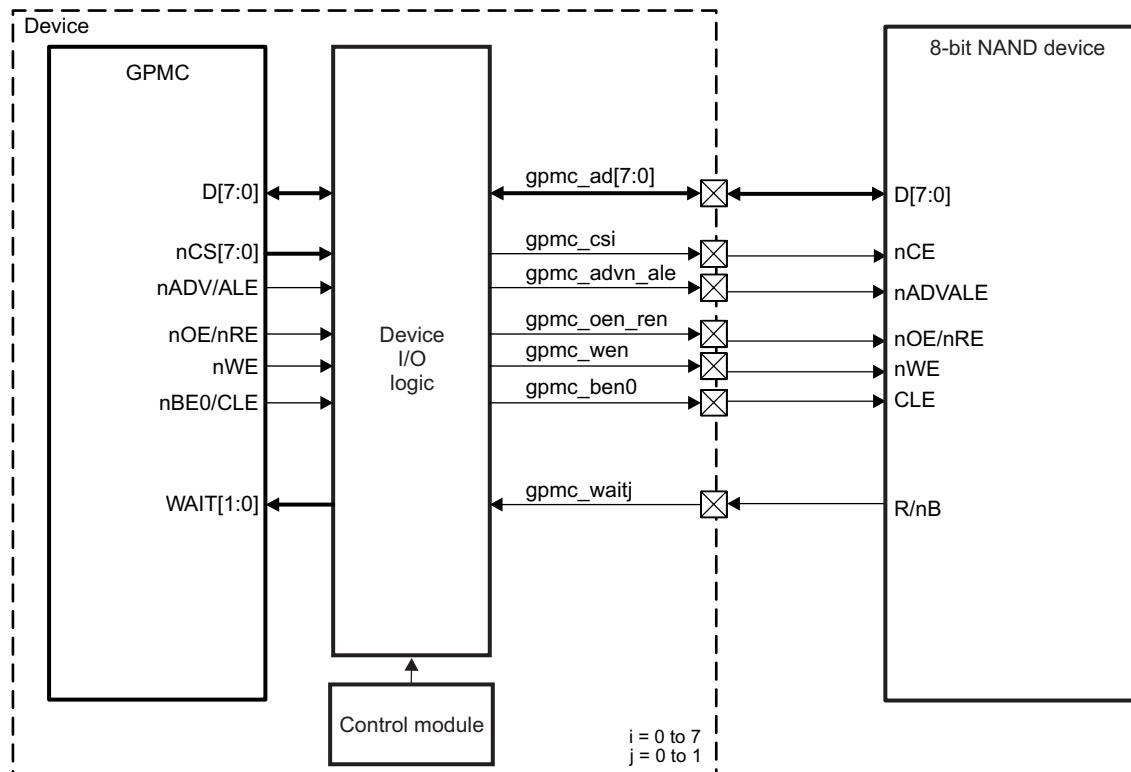 Device
GPMC
8-bit NAND device
D[7:0]
gpmc_ad[7:0]
D[7:0]
nCS[7:0]
gpmc_csi
nCE
nADV/ALE
gpmc_advn_ale
nADVALE
nOE/nRE
gpmc_oen_ren
nOE/nRE
nWE
gpmc_wen
nWE
nBE0/CLE
gpmc_ben0
CLE
Device
I/O
logic
WAIT[1:0]
gpmc_waitj
R/nB
Control module
i = 0 to 7
j = 0 to 1